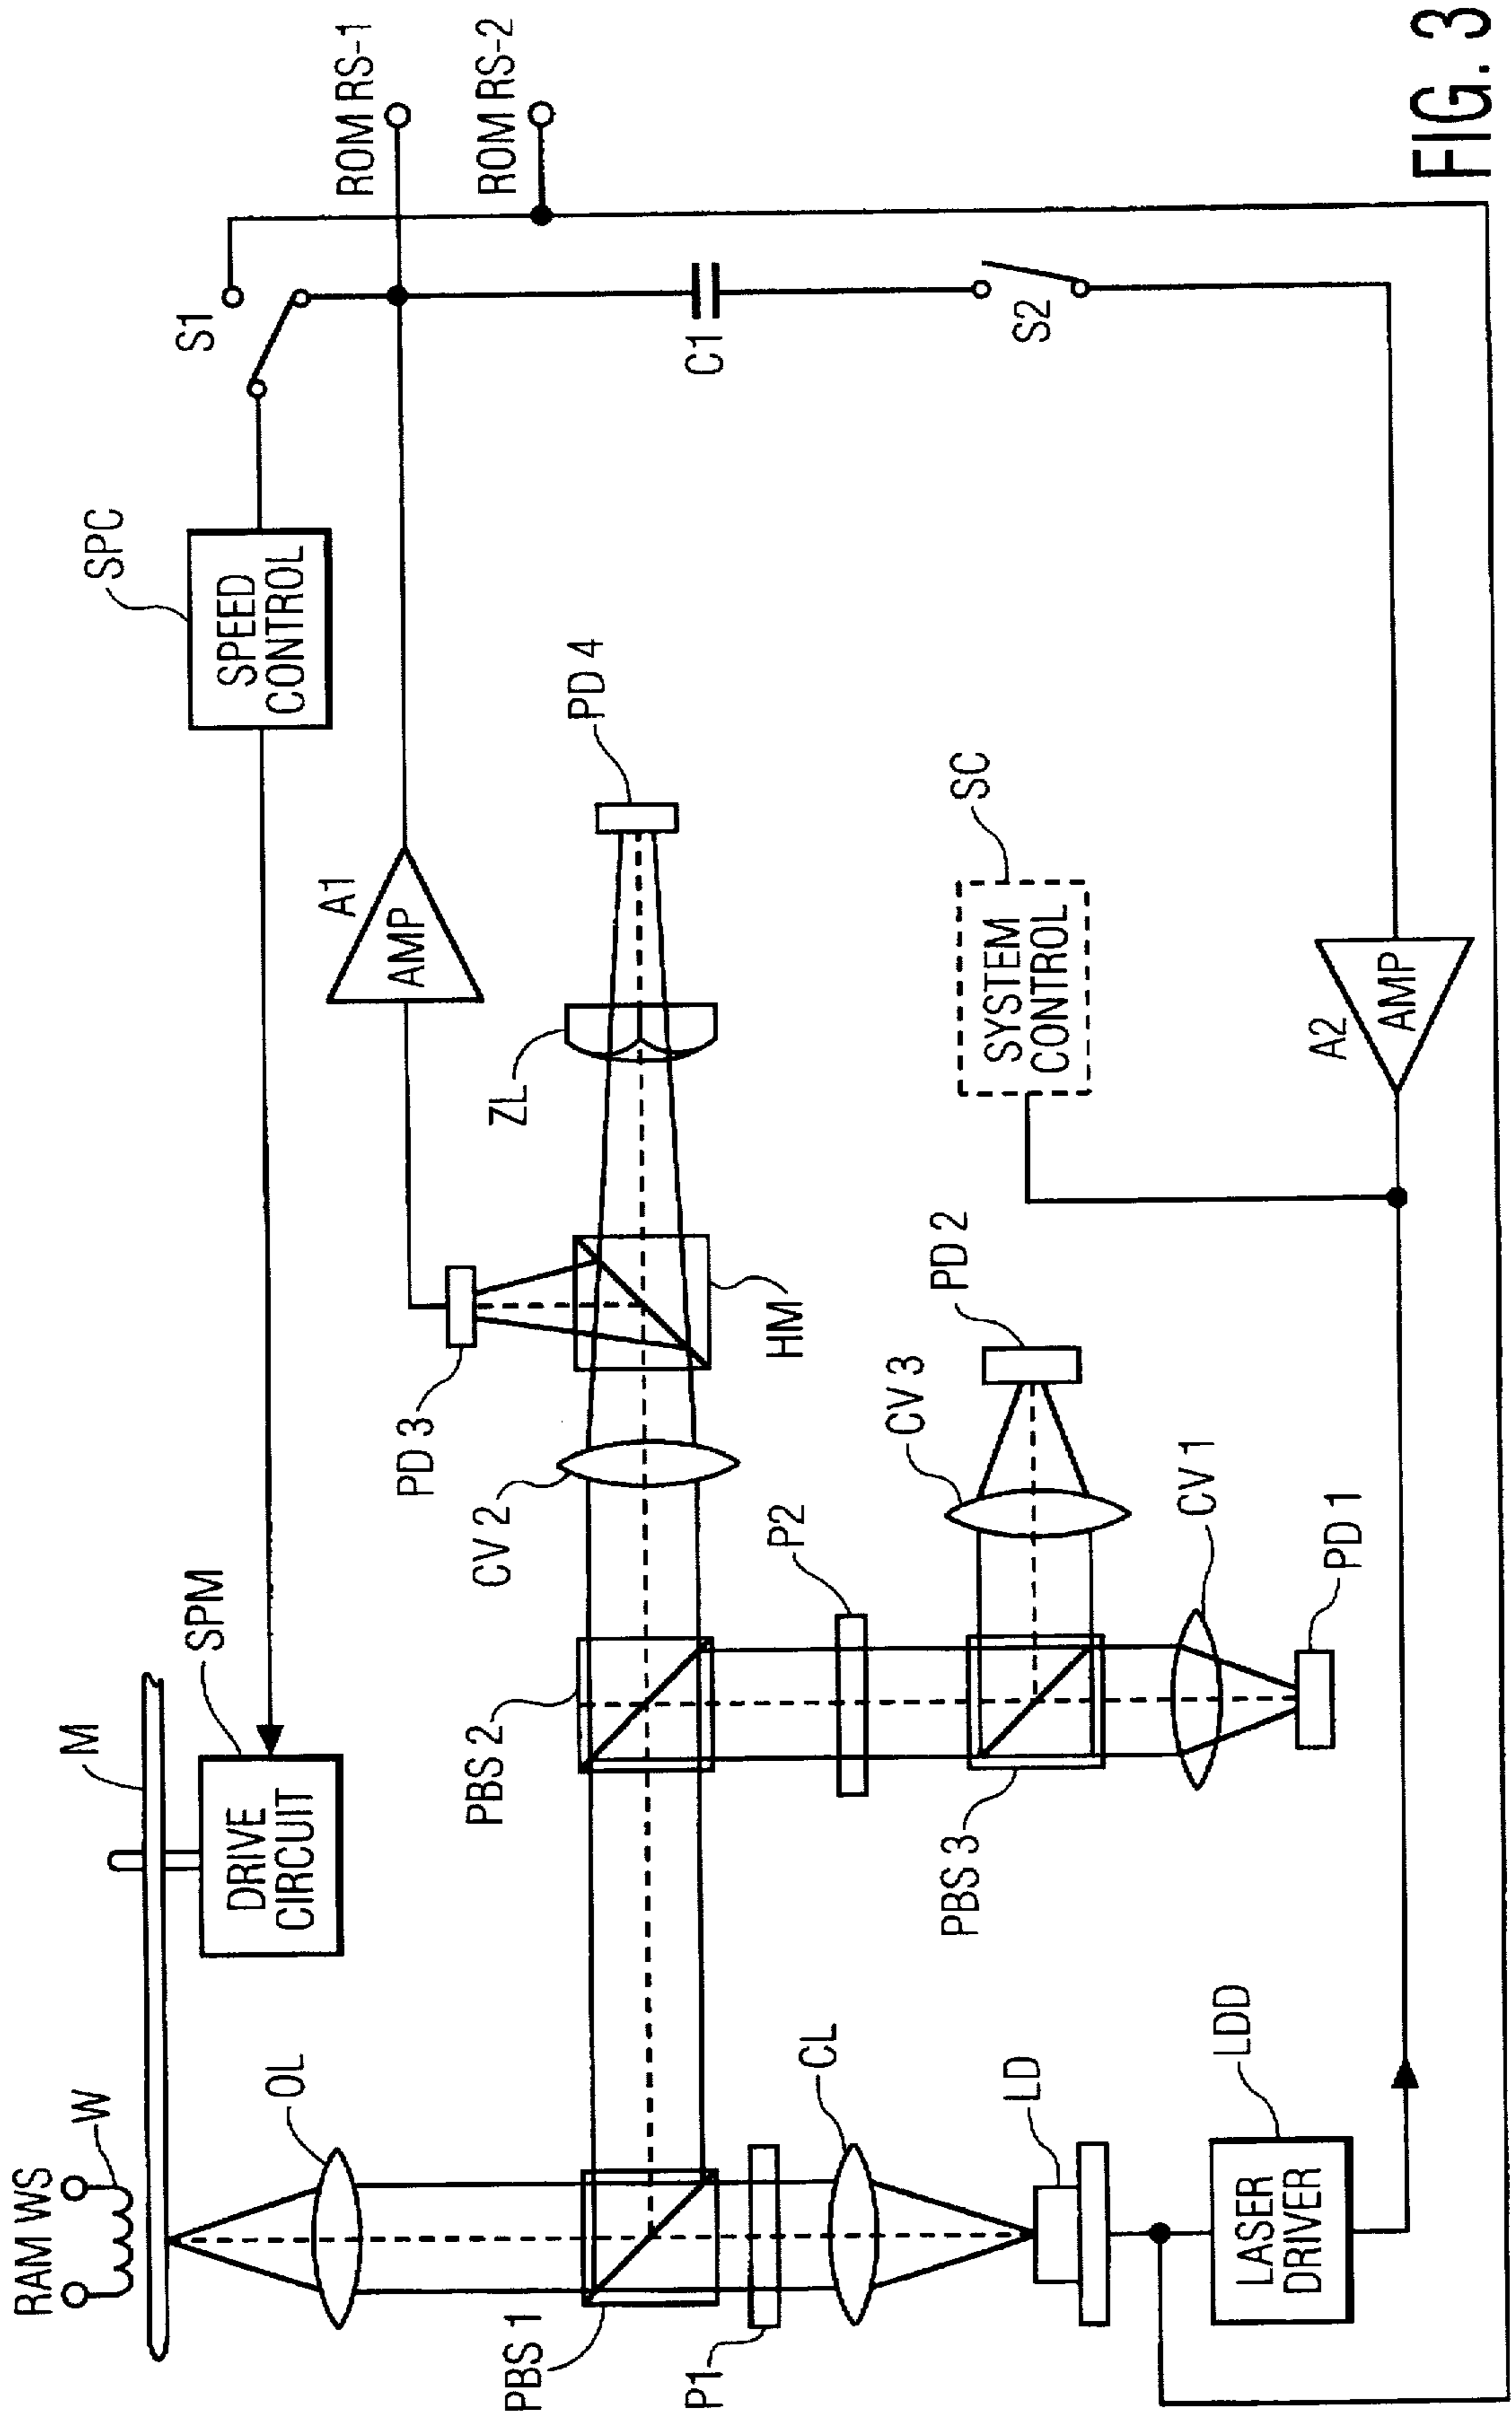 RAM WS
W
M
OL
SPM
DRIVE
CIRCUIT
SPC
SPEED
CONTROL
S1
ROM RS-1
ROM RS-2
A1
AMP
PD 3
PD 4
ZL
HM
CV 2
PBS 2
PBS 1
P1
CL
LD
LDD
LASER
DRIVER
P2
PBS 3
CV 3
PD 2
CV 1
PD 1
SC
SYSTEM
CONTROL
A2
AMP
C1
S2
FIG. 3